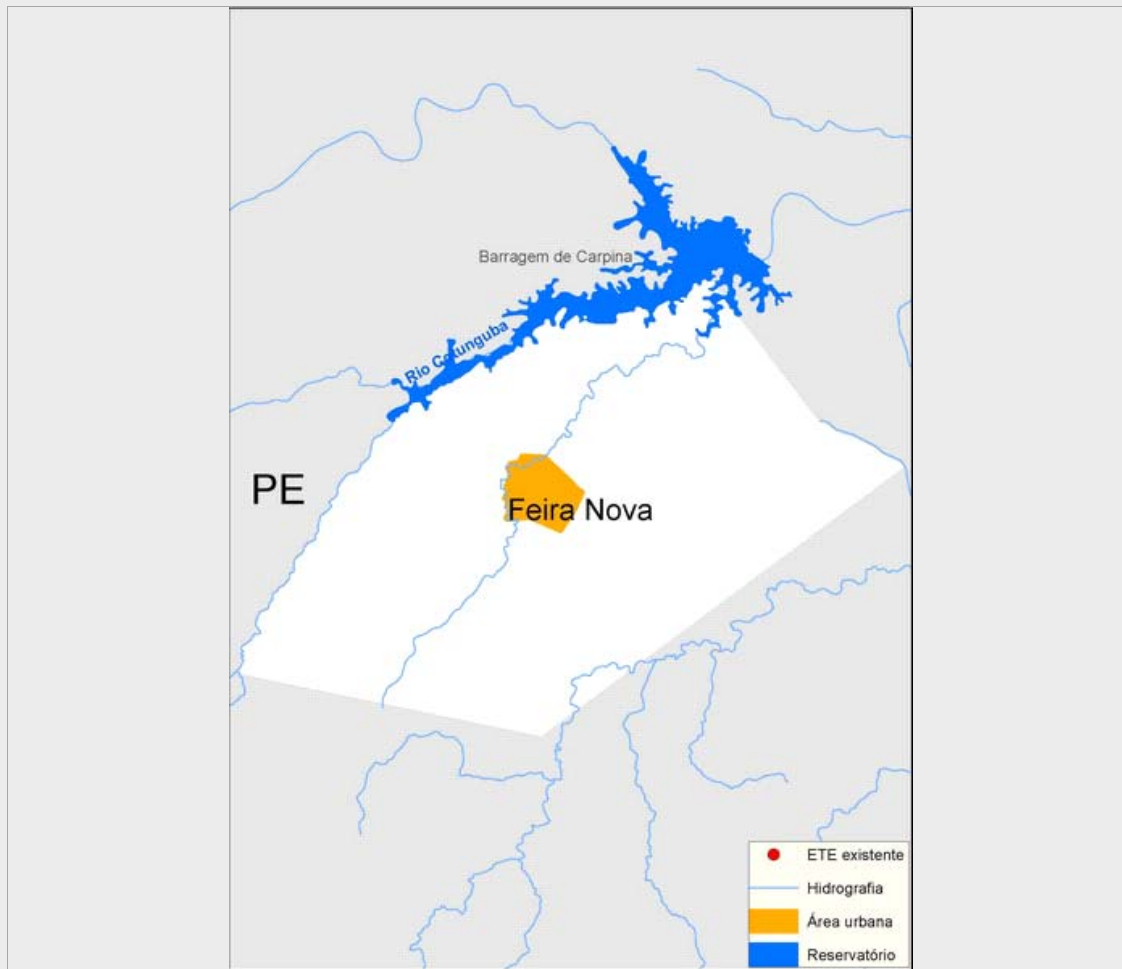 Barragem de Carpina
Rio Cotunguba
PE
Feira Nova
ETE existente
Hidrografia
Área urbana
Reservatório